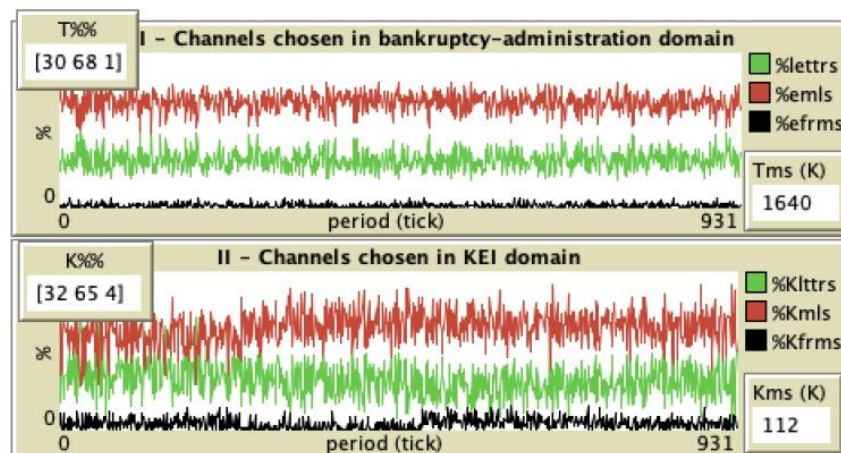 T%%
[30 68 1]
I - Channels chosen in bankruptcy-administration domain
%lettrs
%emls
%efrms
%
0
0
period (tick)
931
Tms (K)
1640
K%%
[32 65 4]
II - Channels chosen in KEI domain
%Klttrs
%Kmls
%Kfrms
%
0
0
period (tick)
931
Kms (K)
112